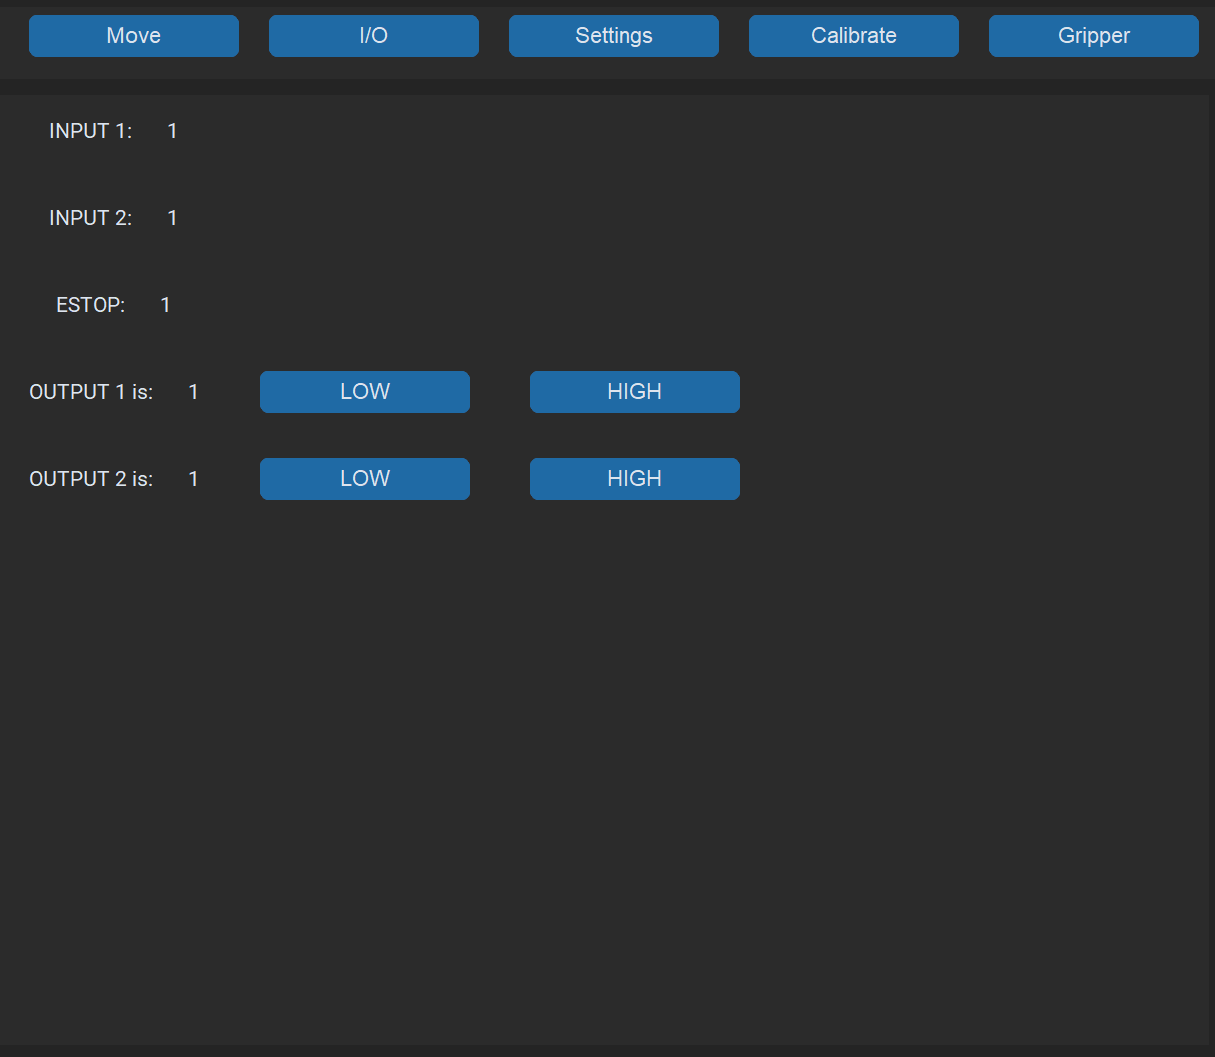 Move I/O Settings Calibrate Gripper
INPUT 1: 1
INPUT 2: 1
ESTOP: 1
OUTPUT 1 is: 1 LOW HIGH
OUTPUT 2 is: 1 LOW HIGH